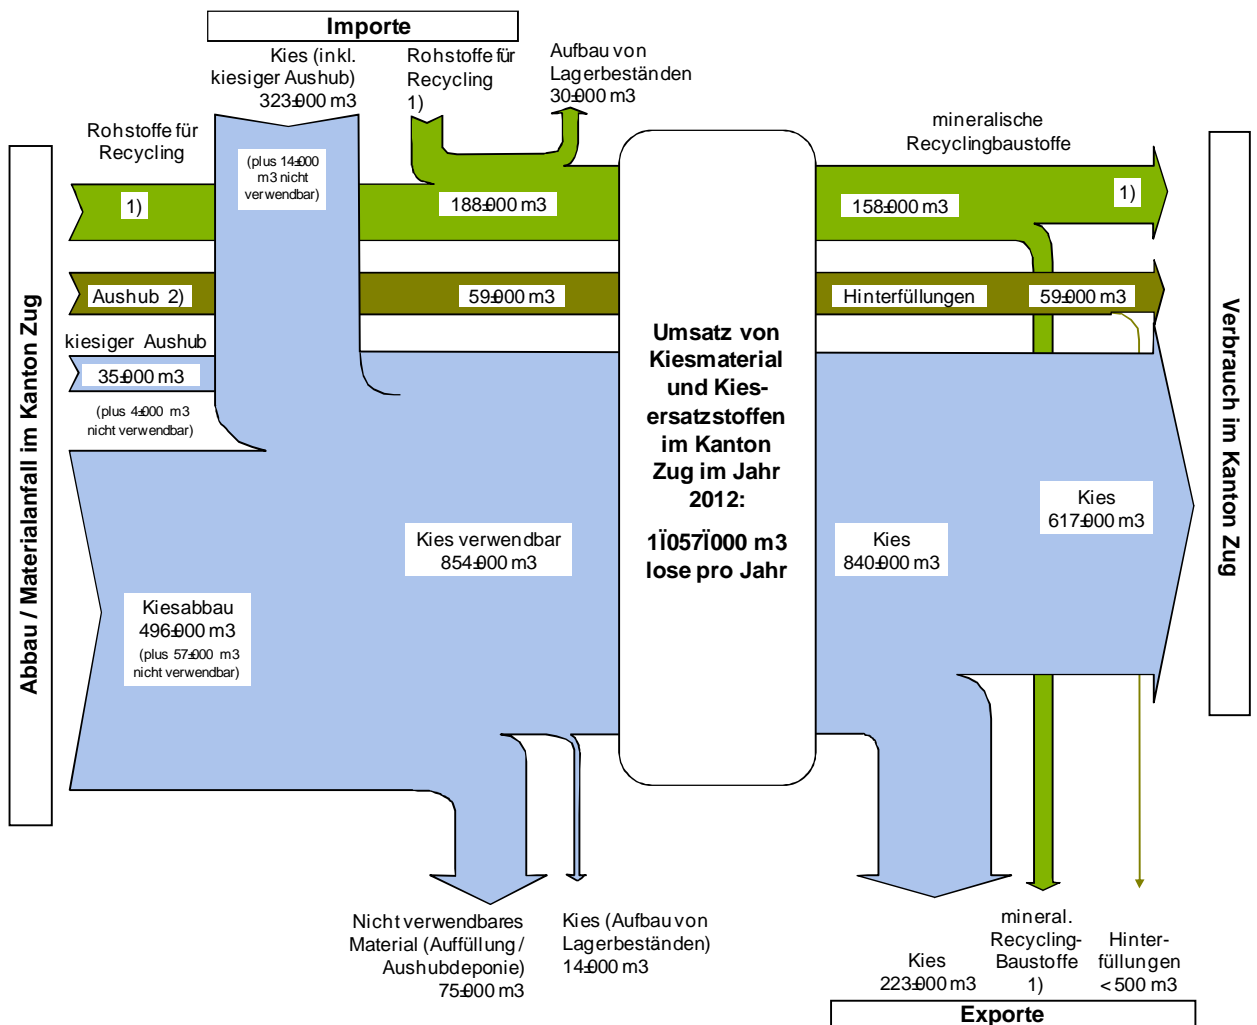 Importe
Kies (inkl.
kiesiger Aushub)
323±000 m3
Rohstoffe für
Recycling
1)
Aufbau von
Lagerbeständen
30±000 m3
Rohstoffe für
Recycling
(plus 14±000
m3 nicht
verwendbar)
mineralische
Recyclingbaustoffe
1)
188±000 m3
158±000 m3
1)
Aushub 2)
59±000 m3
Hinterfüllungen
59±000 m3
kiesiger Aushub
35±000 m3
(plus 4±000 m3
nicht verwendbar)
Abbau / Materialanfall im Kanton Zug
Umsatz von
Kiesmaterial
und Kies-
ersatzstoffen
im Kanton
Zug im Jahr
2012:
1Ï057Ï000 m3
lose pro Jahr
Verbrauch im Kanton Zug
Kies verwendbar
854±000 m3
Kies
840±000 m3
Kies
617±000 m3
Kiesabbau
496±000 m3
(plus 57±000 m3
nicht verwendbar)
Nicht verwendbares
Material (Auffüllung /
Aushubdeponie)
75±000 m3
Kies (Aufbau von
Lagerbeständen)
14±000 m3
Kies
223±000 m3
mineral.
Recycling-
Baustoffe
1)
Hinter-
füllungen
< 500 m3
Exporte